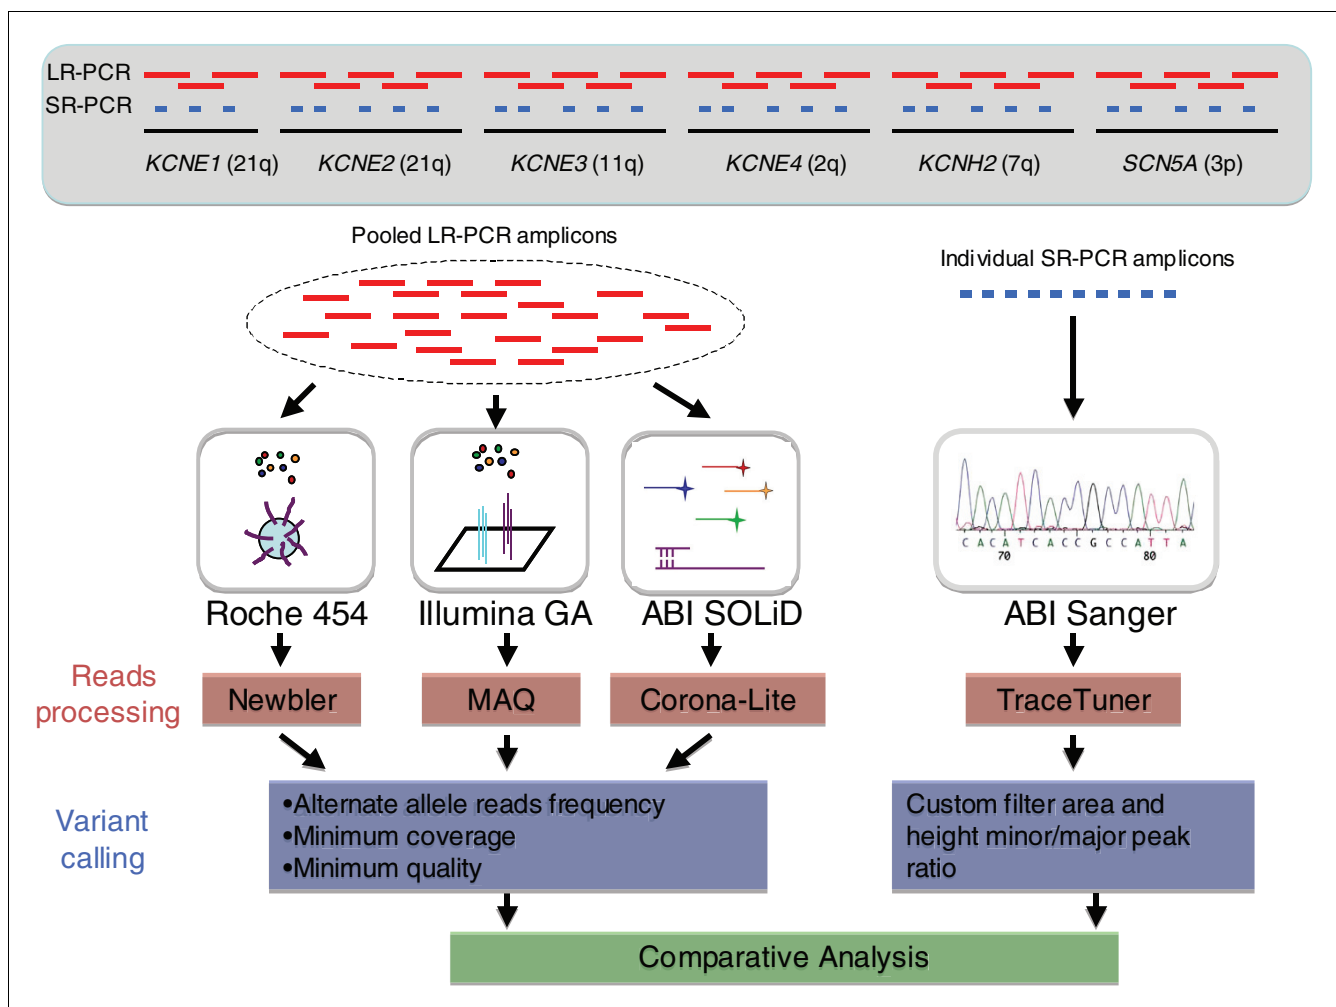 LR-PCR
SR-PCR
KCNE1 (21q) KCNE2 (21q) KCNE3 (11q) KCNE4 (2q) KCNH2 (7q) SCN5A (3p)
Pooled LR-PCR amplicons
Individual SR-PCR amplicons
C A C A T C A C C G C C A T T A
70 80
Roche 454 Illumina GA ABI SOLiD ABI Sanger
Reads
processing
Newbler MAQ Corona-Lite TraceTuner
Variant
calling
•Alternate allele reads frequency
•Minimum coverage
•Minimum quality
Custom filter area and
height minor/major peak
ratio
Comparative Analysis